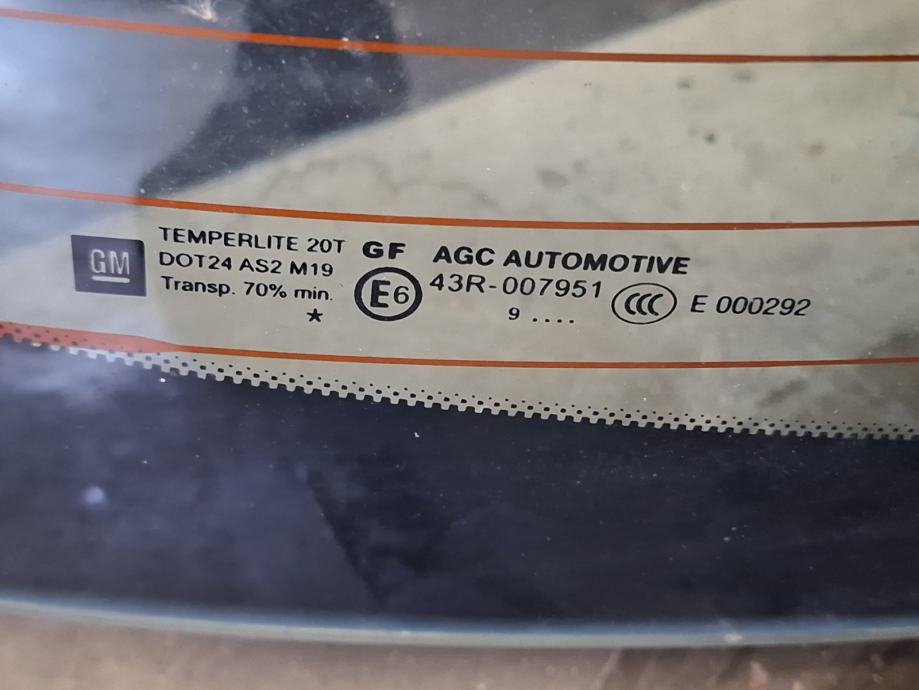 GM
TEMPERLITE 20T
DOT24 AS2 M19
Transp. 70% min.
*
GF
E6
AGC AUTOMOTIVE
43R-007951
9 ....
CCC
E 000292